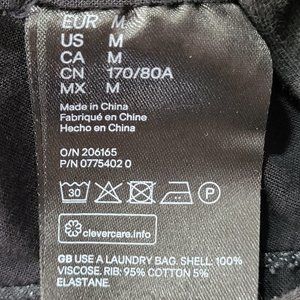 EUR M
US M
CA M
CN 170/80A
MX M
Made in China
Fabriqué en Chine
Hecho en China
O/N 206165
P/N 0775402 0
30
P
clevercare.info
GB USE A LAUNDRY BAG. SHELL: 100%
VISCOSE. RIB: 95% COTTON 5%
ELASTANE.